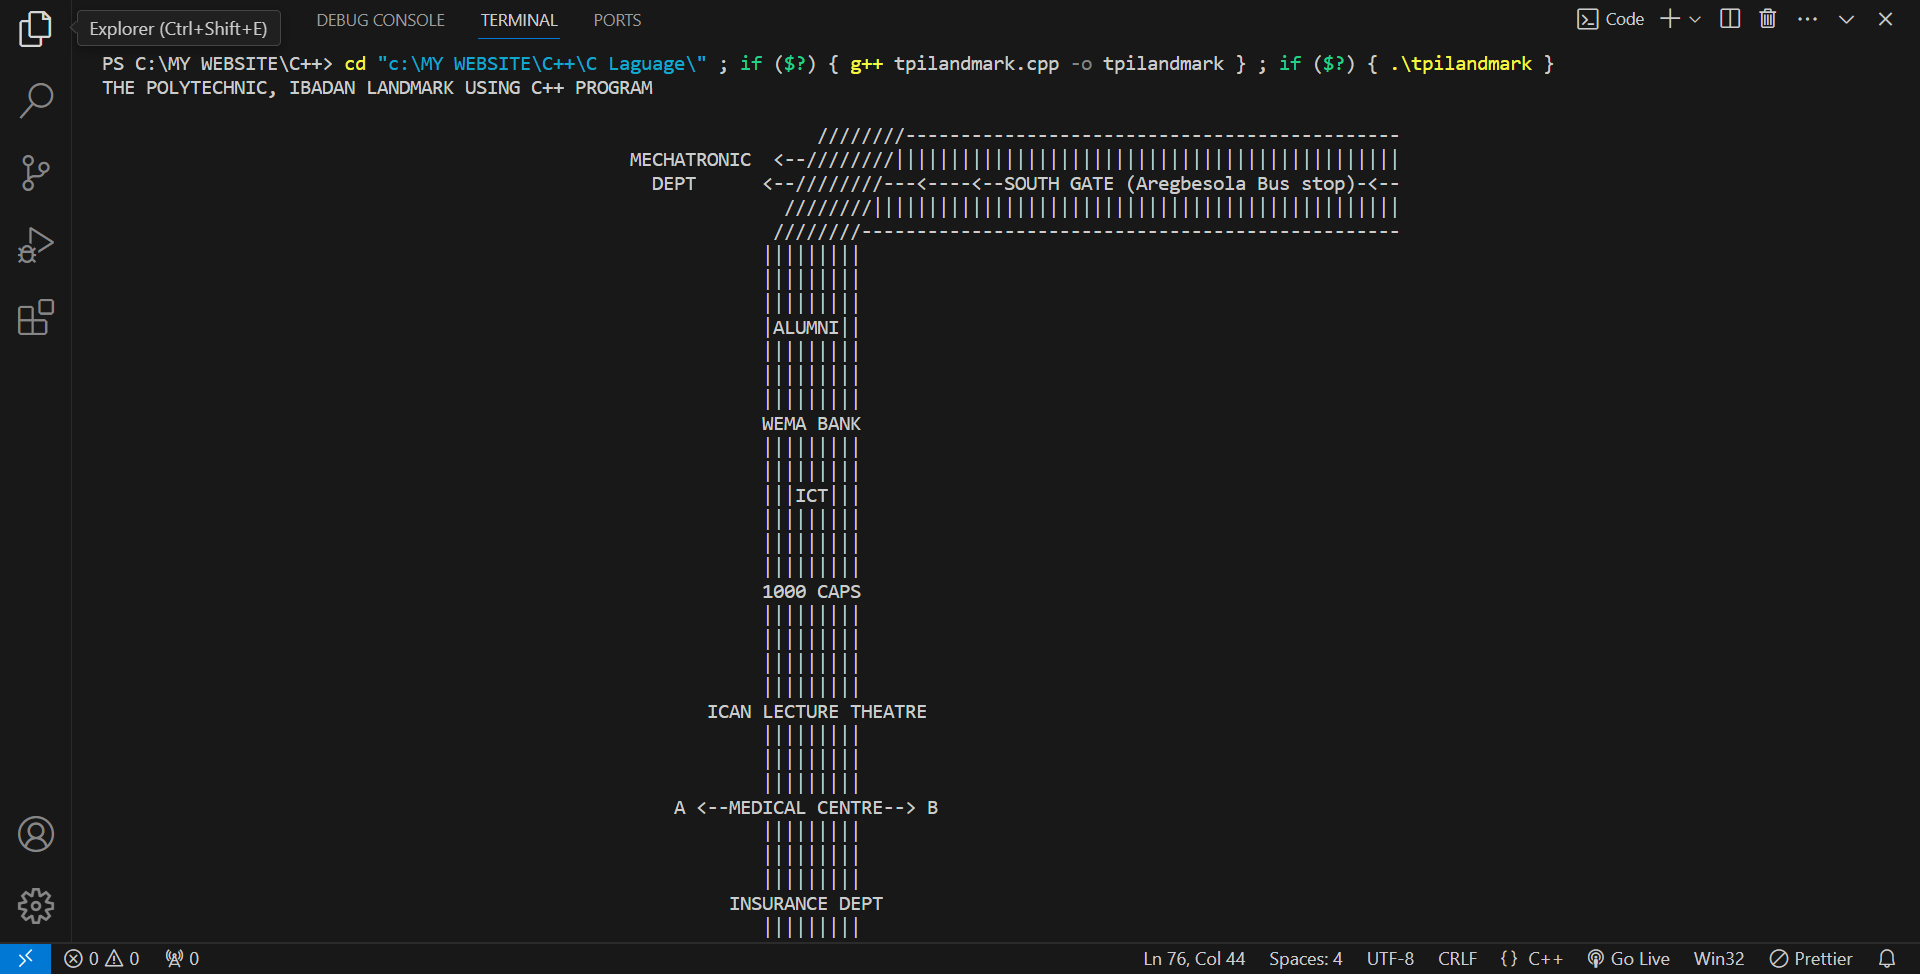 Explorer (Ctrl+Shift+E)
DEBUG CONSOLE TERMINAL PORTS
Code
PS C:\MY WEBSITE\C++> cd "c:\MY WEBSITE\C++\C Laguage\" ; if ($?) { g++ tpilandmark.cpp -o tpilandmark } ; if ($?) { .\tpilandmark }
THE POLYTECHNIC, IBADAN LANDMARK USING C++ PROGRAM
////////---------------------------------------------
MECHATRONIC  <--////////||||||||||||||||||||||||||||||||||||||||||||||
DEPT      <--////////---<----<--SOUTH GATE (Aregbesola Bus stop)-<--
////////||||||||||||||||||||||||||||||||||||||||||||||||
////////-------------------------------------------------
|||||||||
|||||||||
|||||||||
|ALUMNI||
|||||||||
|||||||||
|||||||||
WEMA BANK
|||||||||
|||||||||
|||ICT|||
|||||||||
|||||||||
|||||||||
1000 CAPS
|||||||||
|||||||||
|||||||||
|||||||||
ICAN LECTURE THEATRE
|||||||||
|||||||||
|||||||||
A <--MEDICAL CENTRE--> B
|||||||||
|||||||||
|||||||||
INSURANCE DEPT
|||||||||
0 0 0 Ln 76, Col 44 Spaces: 4 UTF-8 CRLF {} C++ Go Live Win32 Prettier